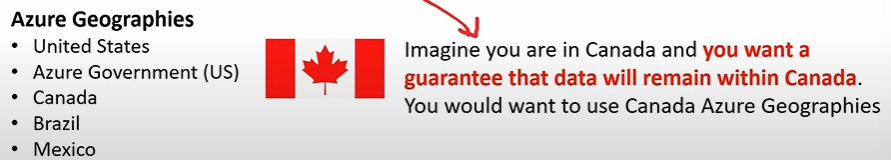 Azure Geographies
• United States
• Azure Government (US)
• Canada
• Brazil
• Mexico
Imagine you are in Canada and you want a
guarantee that data will remain within Canada.
You would want to use Canada Azure Geographies